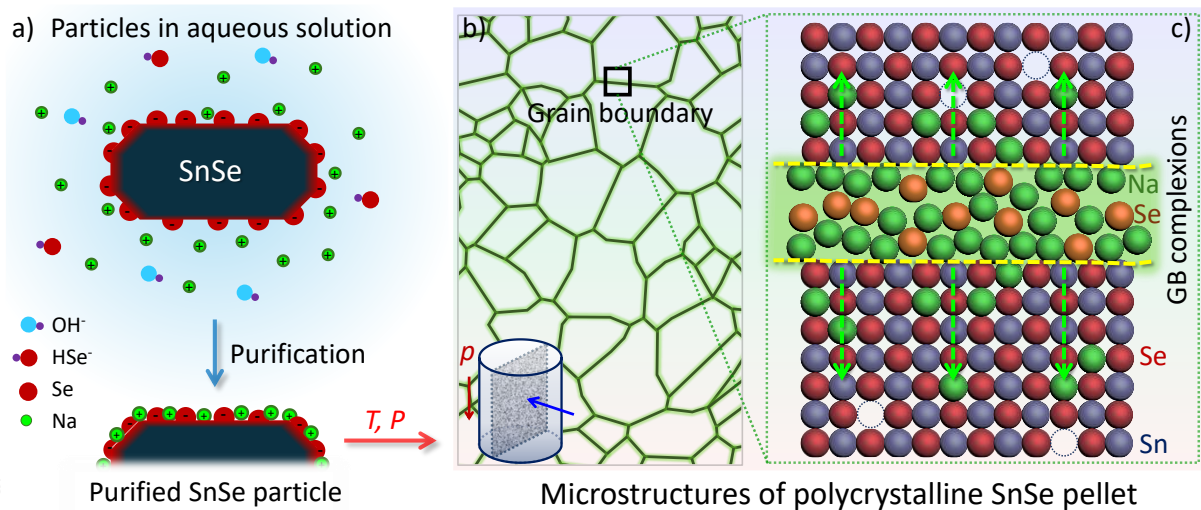 a) Particles in aqueous solution
SnSe
OH⁻
HSe⁻
Se
Na
Purification
Purified SnSe particle
T, P
b)
Grain boundary
p
c)
Na
Se
GB complexions
Se
Sn
Microstructures of polycrystalline SnSe pellet